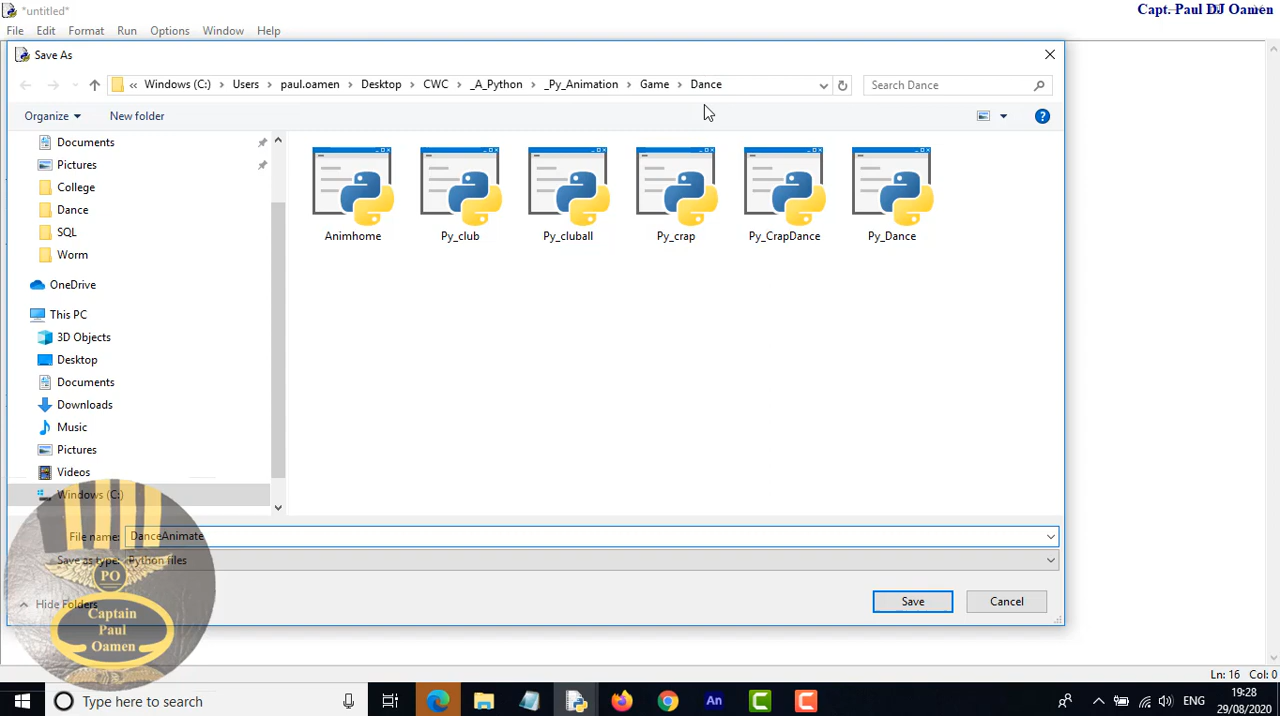 *untitled*
Capt. Paul DJ Oamen
File Edit Format Run Options Window Help
Save As
« Windows (C:) > Users > paul.oamen > Desktop > CWC > _A_Python > _Py_Animation > Game > Dance
Search Dance
Organize New folder
Documents
Pictures
College
Dance
SQL
Worm
OneDrive
This PC
3D Objects
Desktop
Documents
Downloads
Music
Pictures
Videos
Windows (C:)
Animhome Py_club Py_cluball Py_crap Py_CrapDance Py_Dance
File name: DanceAnimate
Save as type: Python files
Hide Folders
Save Cancel
PO
Captain
Paul
Oamen
Ln: 16 Col: 0
Type here to search
An
ENG
19:28
29/08/2020